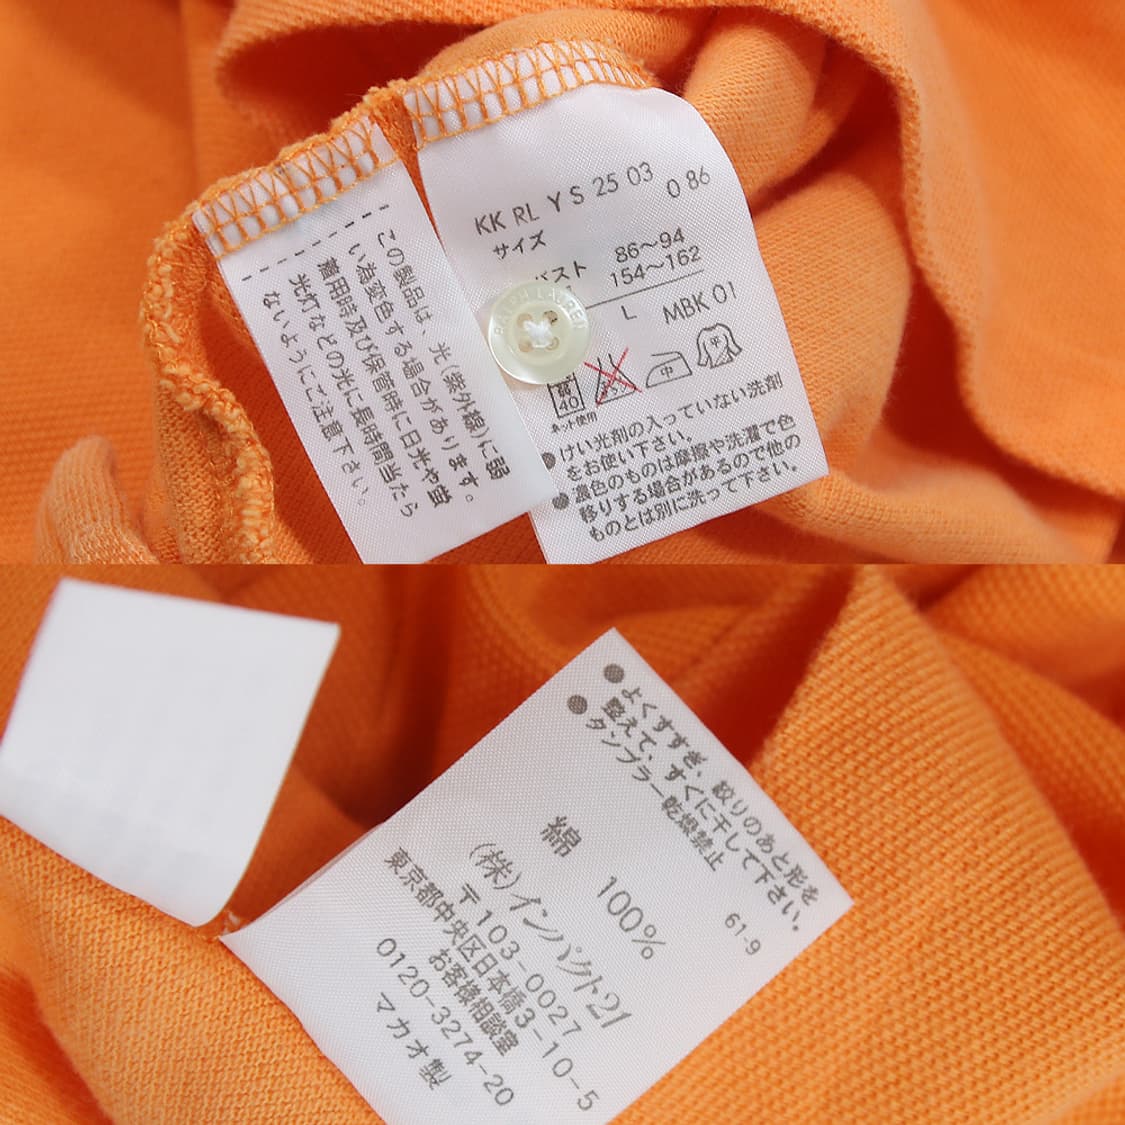 この製品は、光(紫外線)に弱
い為変色する場合があります。
着用時及び保管時に日光や蛍
光灯などの光に長時間当たら
ないようにご注意下さい。
KK RL Y S 25 03 0 86
サイズ
バスト 86〜94
154〜162
L MBK 01
RALPH LAUREN
弱
40
中
平
ネット使用
●けい光剤の入っていない洗剤
をお使い下さい。
●濃色のものは摩擦や洗濯で色
移りする場合があるので他の
ものとは別に洗って下さい。
●よくすすぎ、絞りのあと形を
整えて、すぐに干して下さい。
●タンブラー乾燥禁止
61-9
綿 100%
(株)インパクト21
〒103-0027
東京都中央区日本橋3-10-5
お客様相談室
0120-3274-20
マカオ製